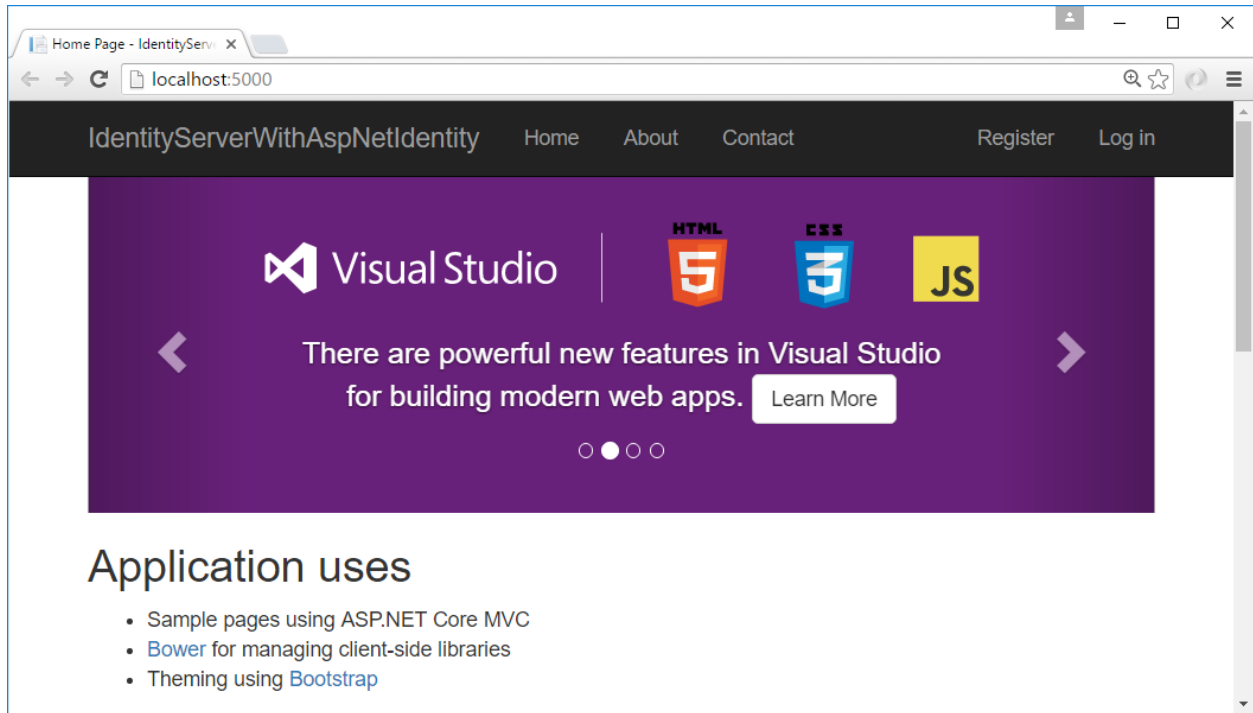 Home Page - IdentityServ
localhost:5000
IdentityServerWithAspNetIdentity Home About Contact Register Log in
HTML CSS
Visual Studio 5 3 JS
There are powerful new features in Visual Studio
for building modern web apps. Learn More
Application uses
Sample pages using ASP.NET Core MVC
Bower for managing client-side libraries
Theming using Bootstrap